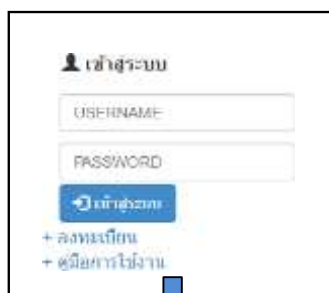 เข้าสู่ระบบ
USERNAME
PASSWORD
เข้าสู่ระบบ
+ ลงทะเบียน
+ คู่มือการใช้งาน